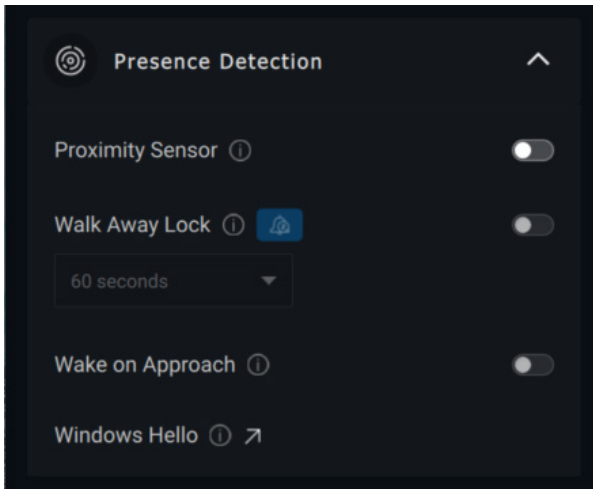 Presence Detection
Proximity Sensor
Walk Away Lock
60 seconds
Wake on Approach
Windows Hello